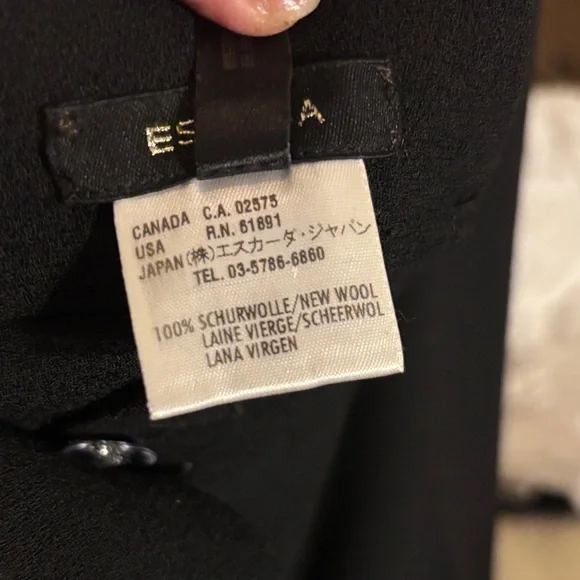 ES A
CANADA C.A. 02575
USA R.N. 61891
JAPAN (株)エスカーダ・ジャパン
TEL. 03-5786-6860
100% SCHURWOLLE/NEW WOOL
LAINE VIERGE/SCHEERWOL
LANA VIRGEN